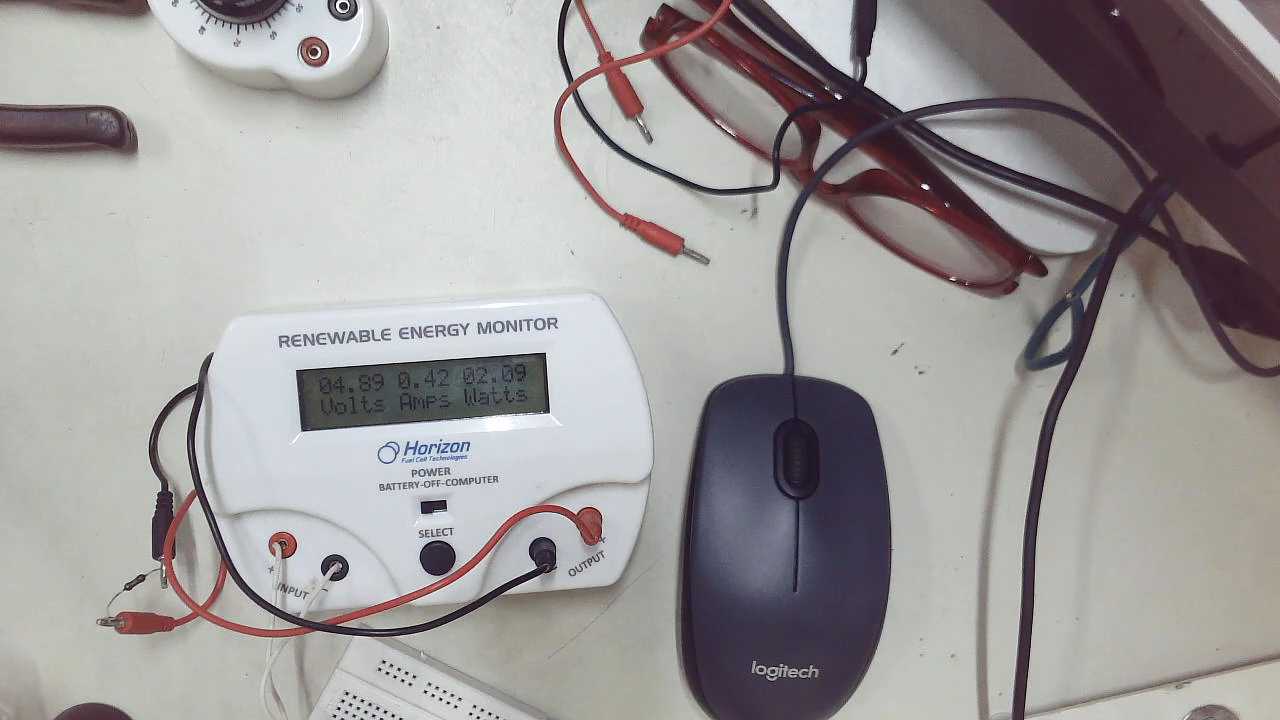 RENEWABLE ENERGY MONITOR
04.89 0.42 02.09
Volts Amps Watts
Horizon
Fuel Cell Technologies
POWER
BATTERY-OFF-COMPUTER
SELECT
+ INPUT -
OUTPUT +
logitech